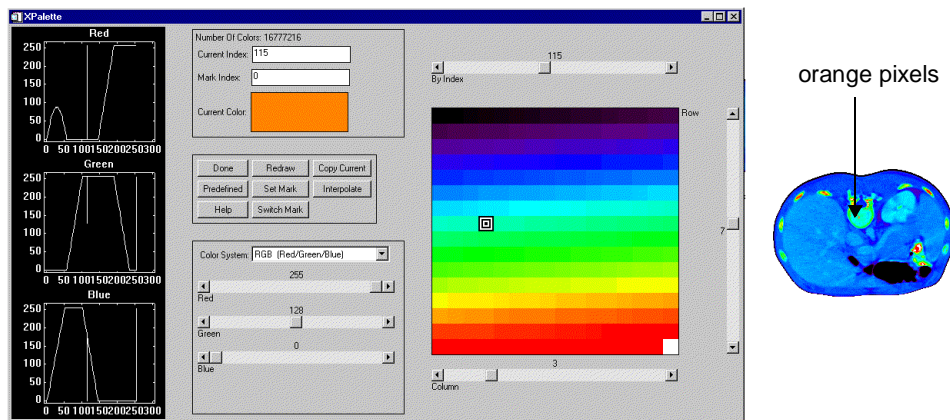 XPalette
Red
250
200
150
100
50
0
0 50 100150200250300
Green
250
200
150
100
50
0
0 50 100150200250300
Blue
250
200
150
100
50
0
0 50 100150200250300
Number Of Colors: 16777216
Current Index: 115
Mark Index: 0
Current Color:
Done Redraw Copy Current
Predefined Set Mark Interpolate
Help Switch Mark
Color System: RGB (Red/Green/Blue)
255
Red
128
Green
0
Blue
115
By Index
Row
7
3
Column
orange pixels